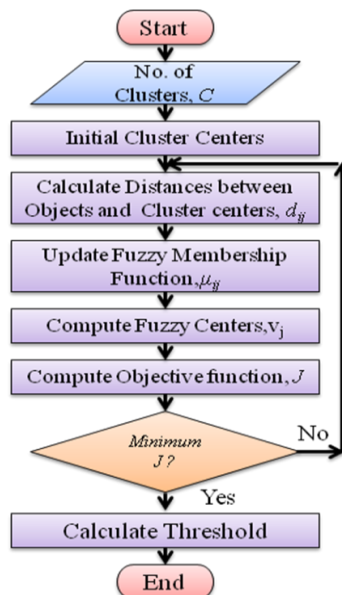 Start
No. of
Clusters, C
Initial Cluster Centers
Calculate Distances between
Objects and Cluster centers, dij
Update Fuzzy Membership
Function,μij
Compute Fuzzy Centers,vj
Compute Objective function, J
Minimum
J?
No
Yes
Calculate Threshold
End